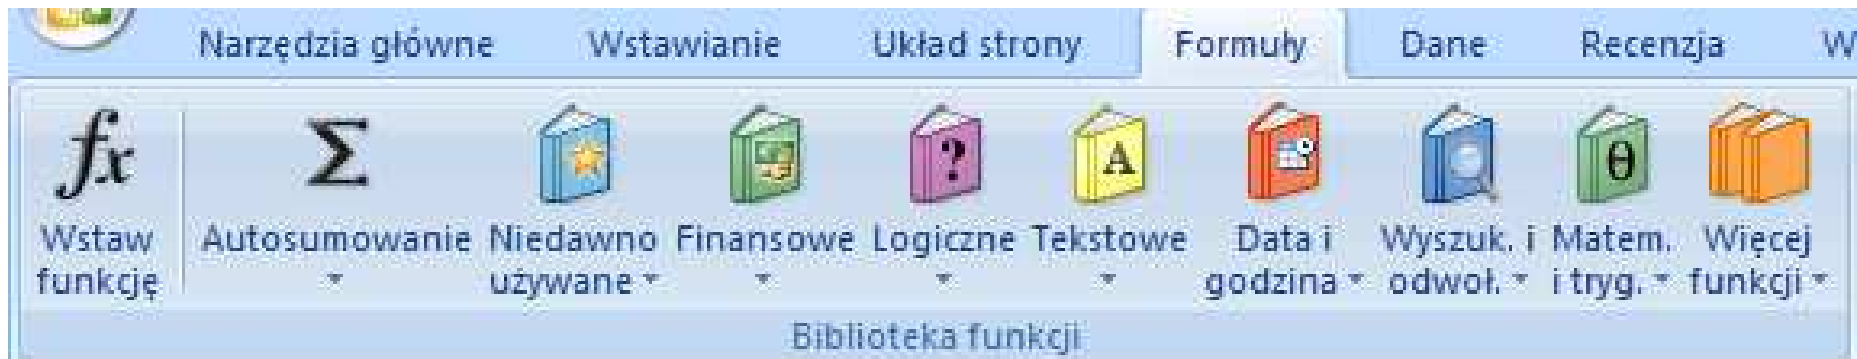 Narzędzia główne Wstawianie Układ strony Formuły Dane Recenzja W
fx Σ ? A θ
Wstaw funkcję
Autosumowanie
Niedawno używane
Finansowe
Logiczne
Tekstowe
Data i godzina
Wyszuk. i odwoł.
Matem. i tryg.
Więcej funkcji
Biblioteka funkcji